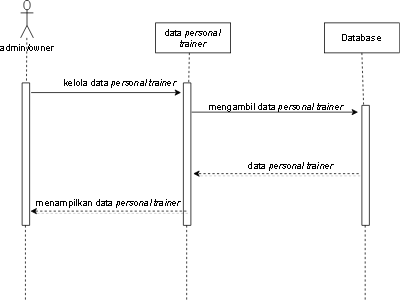 data personal
trainer
Database
admin/owner
kelola data personal trainer
mengambil data personal trainer
data personal trainer
menampilkan data personal trainer